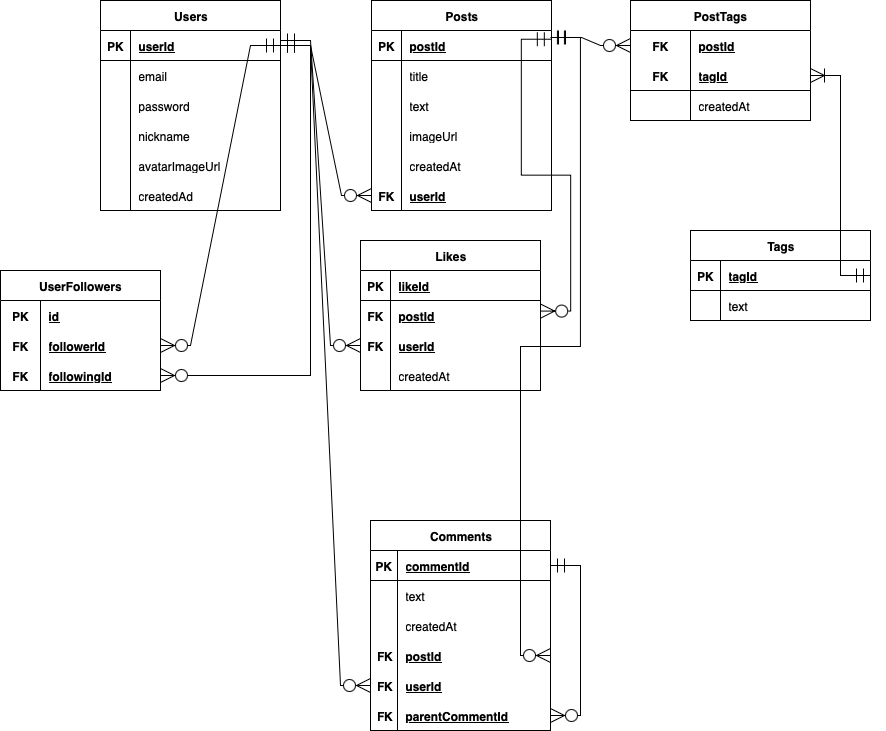 Users
PK userId
email
password
nickname
avatarImageUrl
createdAd
Posts
PK postId
title
text
imageUrl
createdAt
FK userId
PostTags
FK postId
FK tagId
createdAt
Tags
PK tagId
text
UserFollowers
PK id
FK followerId
FK followingId
Likes
PK likeId
FK postId
FK userId
createdAt
Comments
PK commentId
text
createdAt
FK postId
FK userId
FK parentCommentId